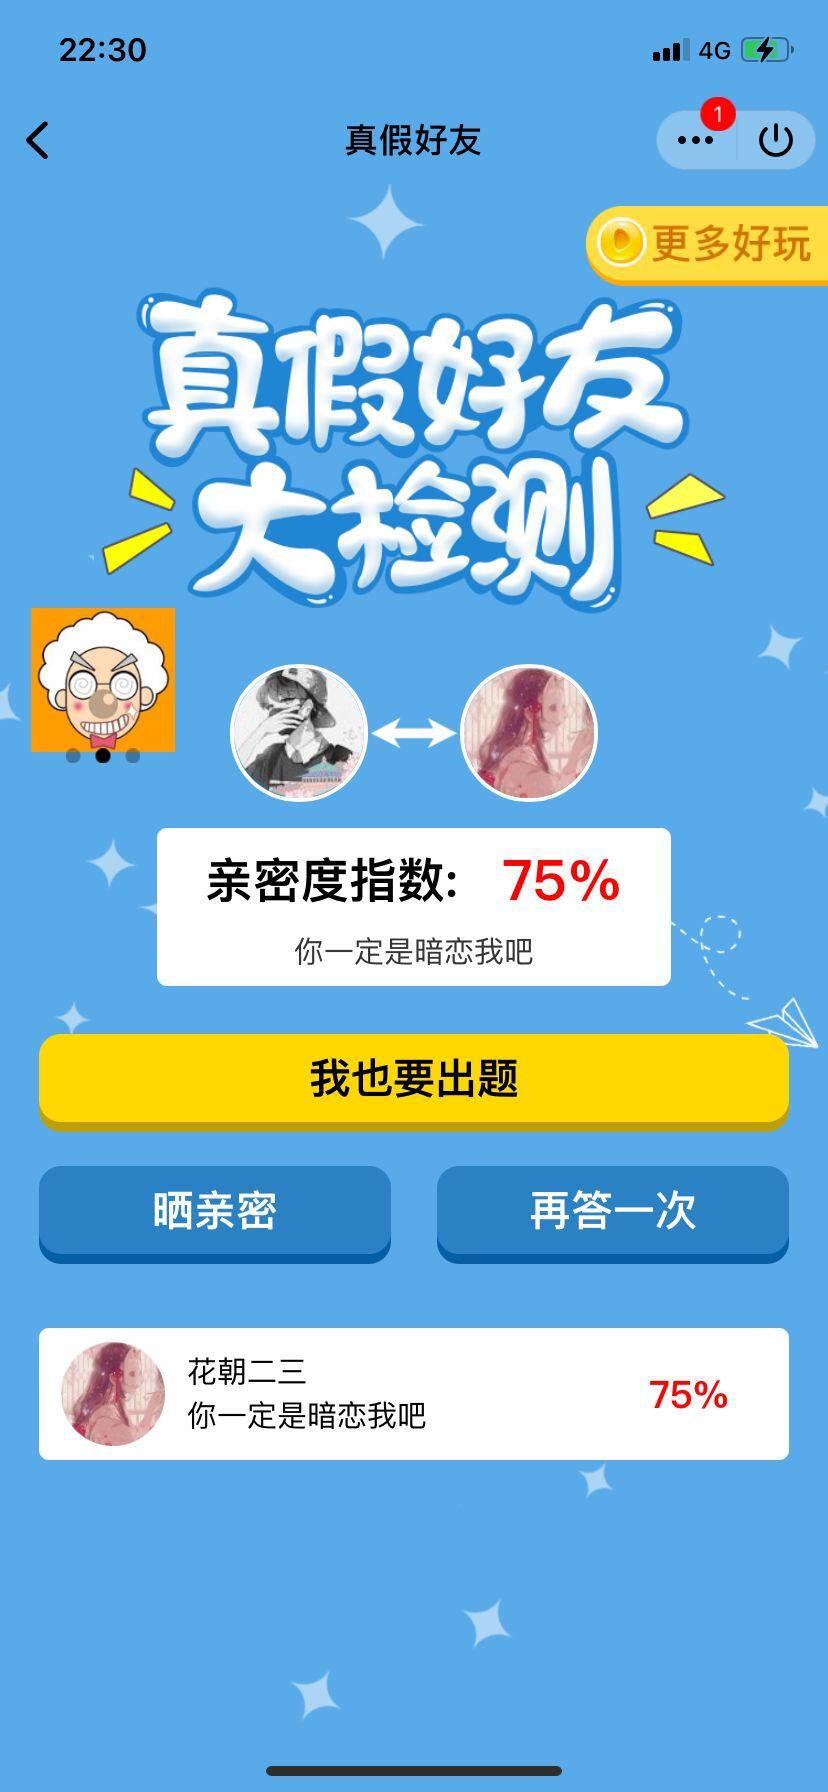 22:30
4G
真假好友
1
更多好玩
真假好友
大检测
亲密度指数: 75%
你一定是暗恋我吧
我也要出题
晒亲密
再答一次
花朝二三
你一定是暗恋我吧
75%